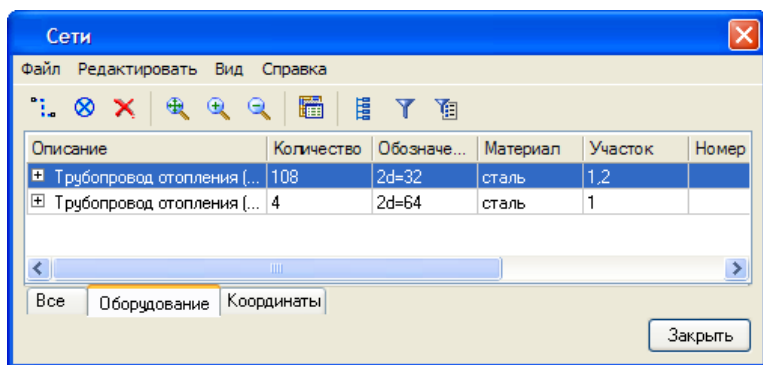 Сети
Файл Редактировать Вид Справка
Описание Количество Обозначе... Материал Участок Номер
Трубопровод отопления (... 108 2d=32 сталь 1,2
Трубопровод отопления (... 4 2d=64 сталь 1
Все Оборудование Координаты
Закрыть